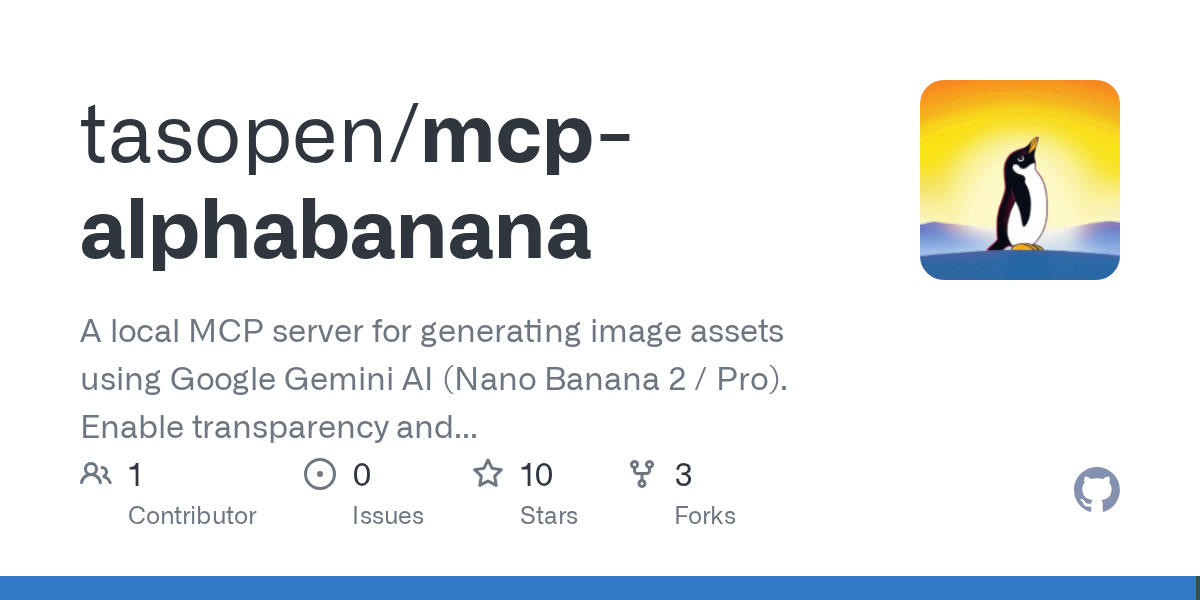 tasopen/mcp-
alphabanana
A local MCP server for generating image assets
using Google Gemini AI (Nano Banana 2 / Pro).
Enable transparency and...
1
Contributor
0
Issues
10
Stars
3
Forks